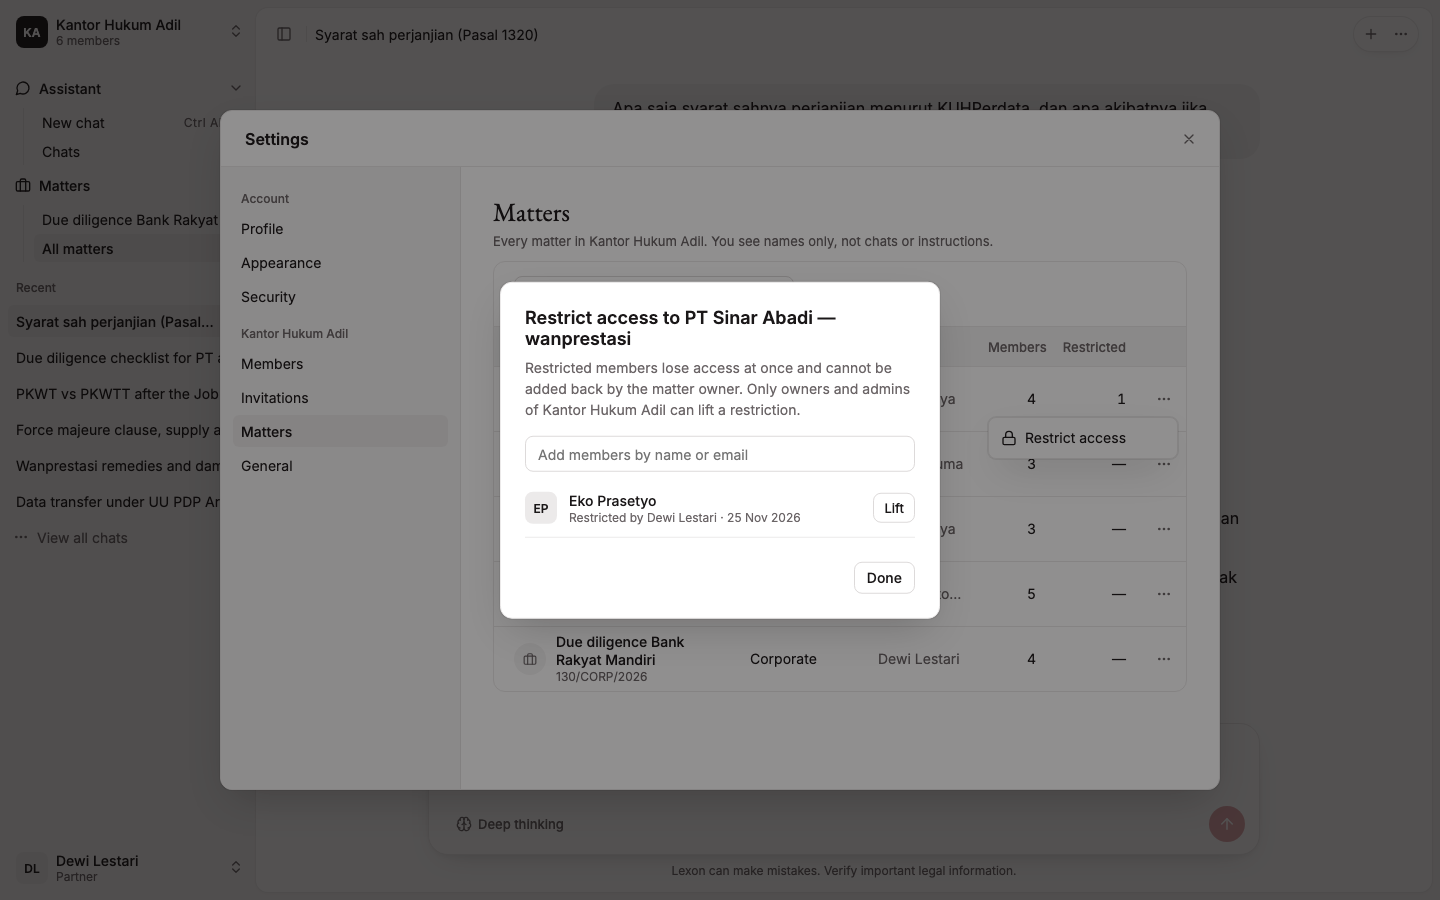 KA
Kantor Hukum Adil
6 members
Assistant
New chat
Ctrl
Chats
Matters
Due diligence Bank Rakyat
All matters
Recent
Syarat sah perjanjian (Pasal...
Due diligence checklist for PT
PKWT vs PKWTT after the Job
Force majeure clause, supply
Wanprestasi remedies and
Data transfer under UU PDP
View all chats
DL
Dewi Lestari
Partner
Syarat sah perjanjian (Pasal 1320)
Apa saja syarat sahnya perjanjian menurut KUHPerdata, dan apa akibatnya jika
Settings
Account
Profile
Appearance
Security
Kantor Hukum Adil
Members
Invitations
Matters
General
Matters
Every matter in Kantor Hukum Adil. You see names only, not chats or instructions.
Members Restricted
4 1
Restrict access
3 —
3 —
5 —
Due diligence Bank
Rakyat Mandiri
130/CORP/2026
Corporate
Dewi Lestari
4 —
Restrict access to PT Sinar Abadi —
wanprestasi
Restricted members lose access at once and cannot be
added back by the matter owner. Only owners and admins
of Kantor Hukum Adil can lift a restriction.
Add members by name or email
EP
Eko Prasetyo
Restricted by Dewi Lestari · 25 Nov 2026
Lift
Done
Deep thinking
Lexon can make mistakes. Verify important legal information.